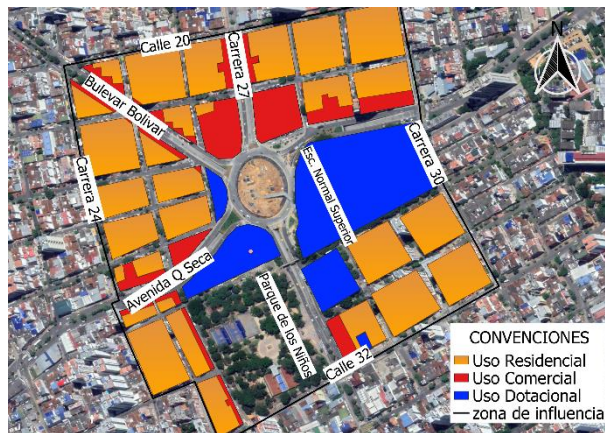 Calle 20
Carrera 27
N
Bulevar Bolivar
Carrera 24
Esc. Normal Superior
Carrera 30
Avenida Q Seca
Parque de los Niños
Calle 32
CONVENCIONES
Uso Residencial
Uso Comercial
Uso Dotacional
zona de influencia